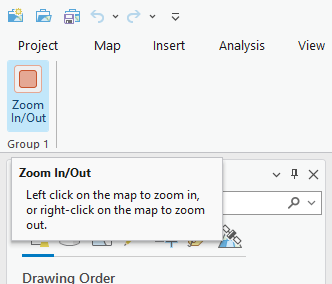 Project Map Insert Analysis View
Zoom
In/Out
Group 1
Zoom In/Out
Left click on the map to zoom in,
or right-click on the map to zoom
out.
Drawing Order